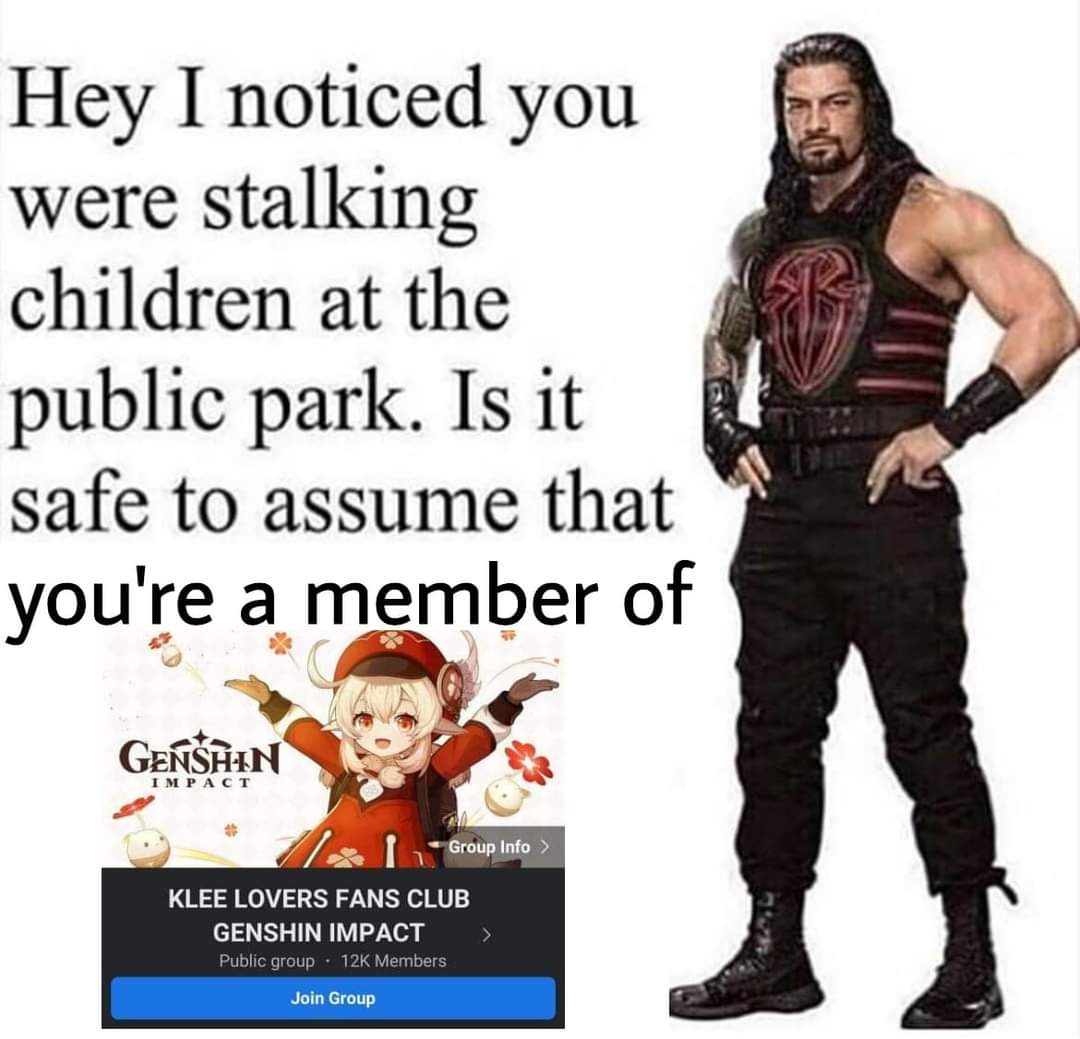 Hey I noticed you
were stalking
children at the
public park. Is it
safe to assume that
you're a member of
GENSHIN
IMPACT
Group Info >
KLEE LOVERS FANS CLUB
GENSHIN IMPACT >
Public group · 12K Members
Join Group